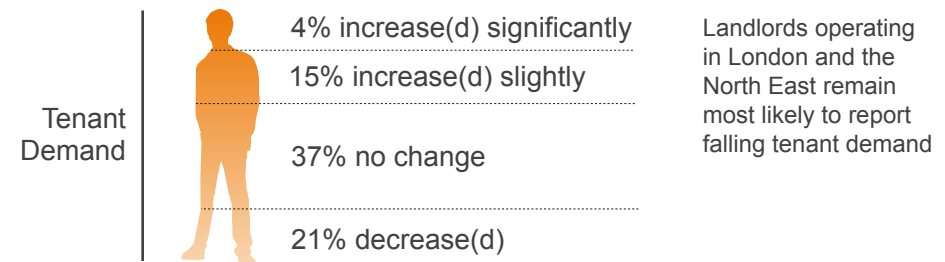 Tenant
Demand
4% increase(d) significantly
15% increase(d) slightly
37% no change
21% decrease(d)
Landlords operating
in London and the
North East remain
most likely to report
falling tenant demand